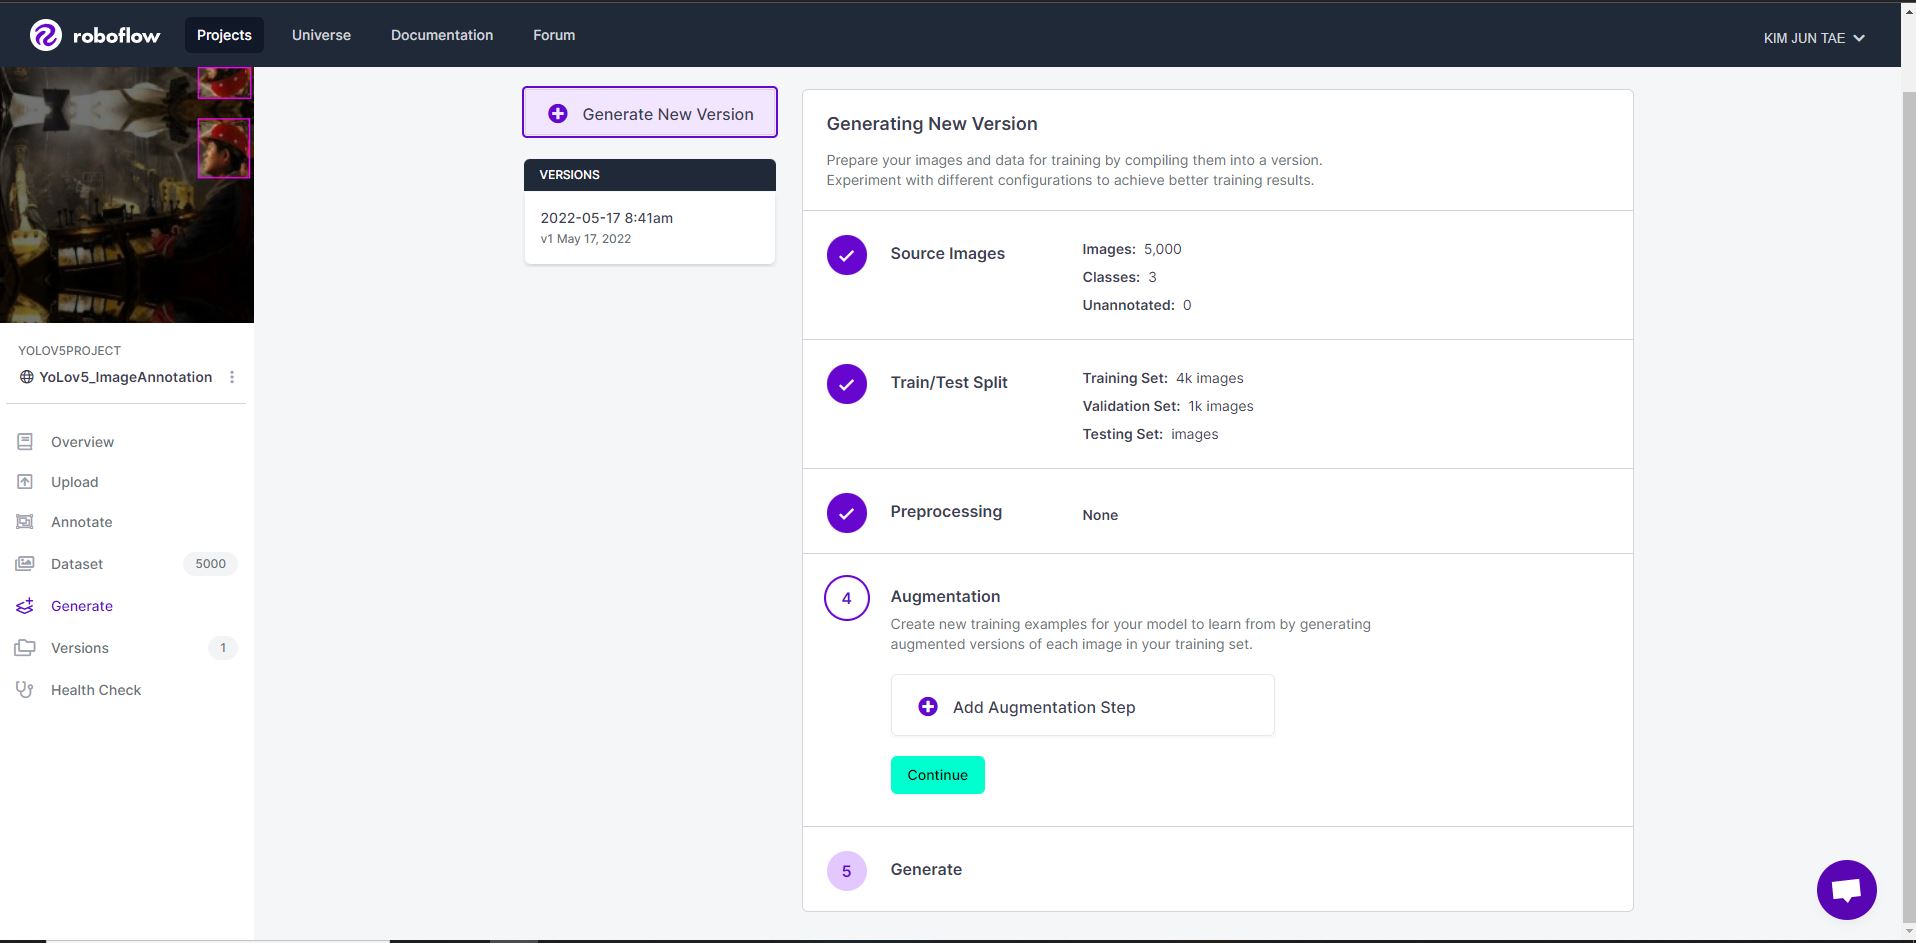 roboflow
Projects
Universe
Documentation
Forum
KIM JUN TAE
YOLOV5PROJECT
YoLov5_ImageAnnotation
Overview
Upload
Annotate
Dataset 5000
Generate
Versions 1
Health Check
Generate New Version
VERSIONS
2022-05-17 8:41am
v1 May 17, 2022
Generating New Version
Prepare your images and data for training by compiling them into a version.
Experiment with different configurations to achieve better training results.
Source Images
Images: 5,000
Classes: 3
Unannotated: 0
Train/Test Split
Training Set: 4k images
Validation Set: 1k images
Testing Set: images
Preprocessing
None
4
Augmentation
Create new training examples for your model to learn from by generating
augmented versions of each image in your training set.
Add Augmentation Step
Continue
5
Generate